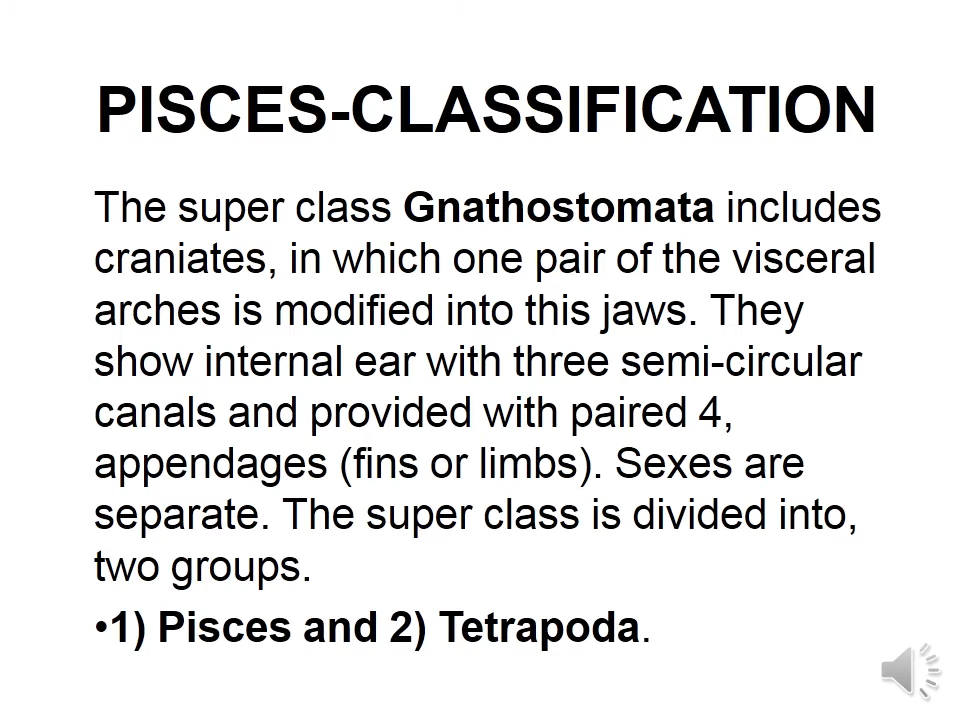 PISCES-CLASSIFICATION
The super class Gnathostomata includes
craniates, in which one pair of the visceral
arches is modified into this jaws. They
show internal ear with three semi-circular
canals and provided with paired 4,
appendages (fins or limbs). Sexes are
separate. The super class is divided into,
two groups.
•1) Pisces and 2) Tetrapoda.